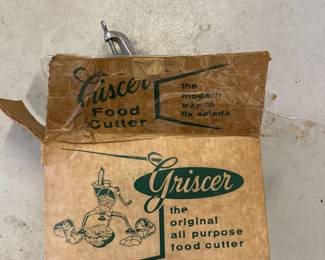 Griscer
Food
Cutter
the
modern
way to
fix salads
Griscer
the
original
all purpose
food cutter